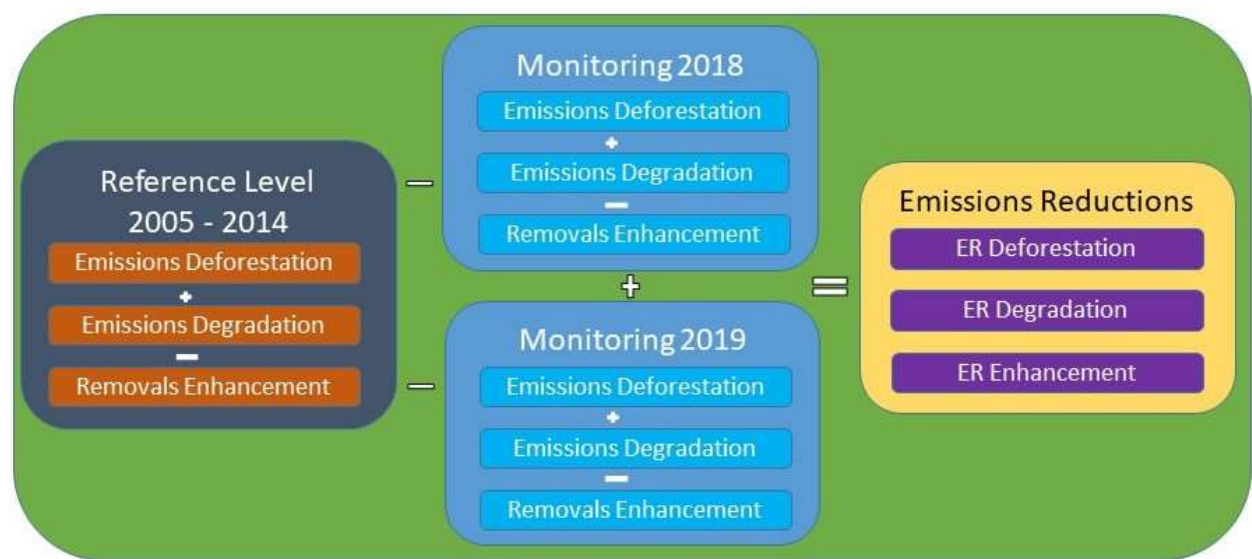 Reference Level
2005 - 2014
Emissions Deforestation
+
Emissions Degradation
−
Removals Enhancement
−
−
Monitoring 2018
Emissions Deforestation
+
Emissions Degradation
−
Removals Enhancement
+
Monitoring 2019
Emissions Deforestation
+
Emissions Degradation
−
Removals Enhancement
=
Emissions Reductions
ER Deforestation
ER Degradation
ER Enhancement